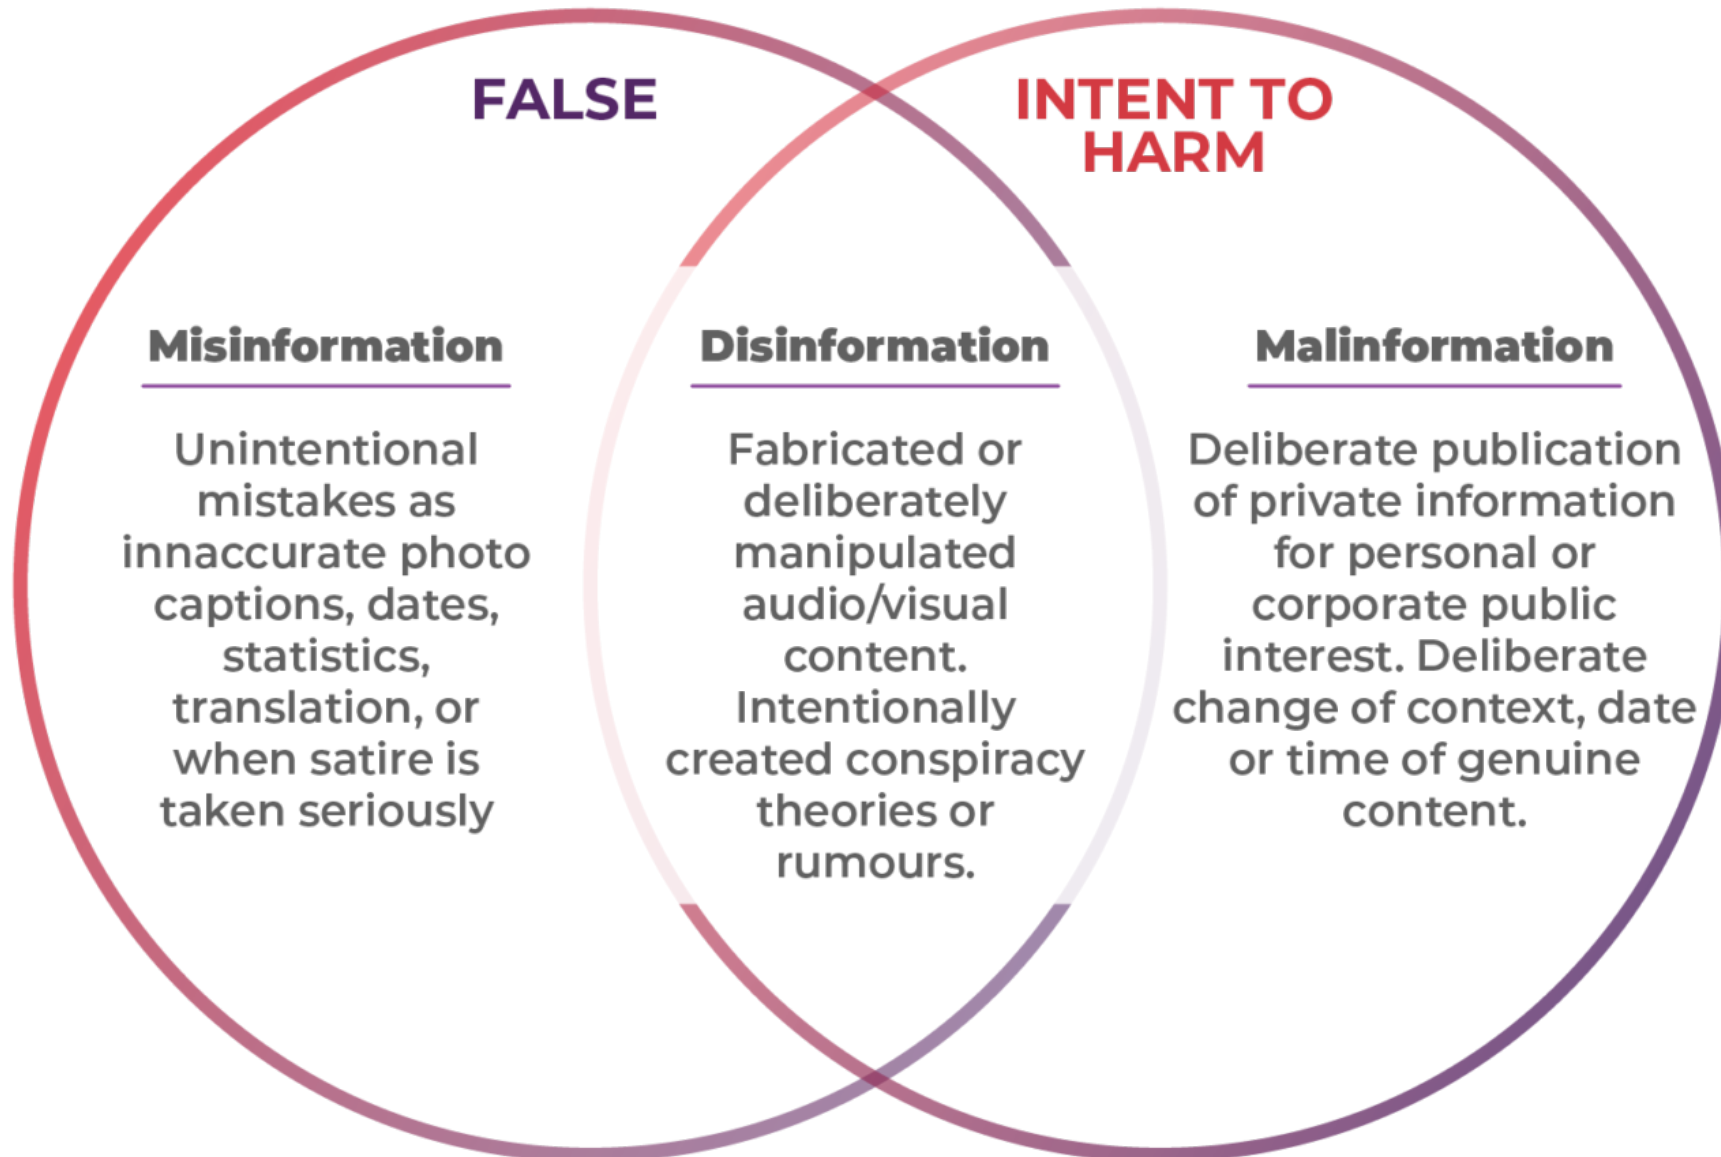 FALSE
INTENT TO
HARM
Misinformation
Unintentional
mistakes as
innaccurate photo
captions, dates,
statistics,
translation, or
when satire is
taken seriously
Disinformation
Fabricated or
deliberately
manipulated
audio/visual
content.
Intentionally
created conspiracy
theories or
rumours.
Malinformation
Deliberate publication
of private information
for personal or
corporate public
interest. Deliberate
change of context, date
or time of genuine
content.